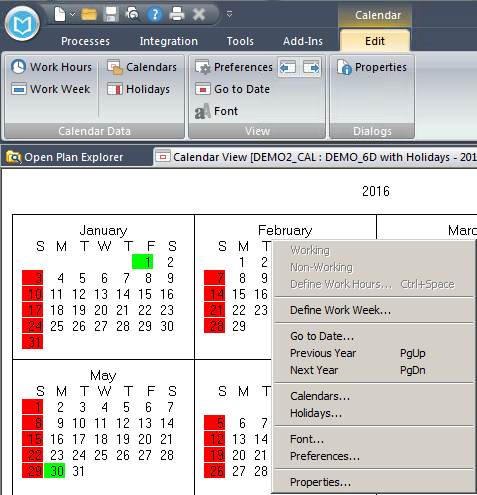 Calendar
Processes Integration Tools Add-Ins Edit
Work Hours Calendars Preferences Properties
Work Week Holidays Go to Date
Font
Calendar Data View Dialogs
Open Plan Explorer Calendar View [DEMO2_CAL : DEMO_6D with Holidays - 201
2016
January February Marc
S M T W T F S S M
1 2 1 2
3 4 5 6 7 8 9 7 8 9
10 11 12 13 14 15 16 14 15 16
17 18 19 20 21 22 23 21 22 23
24 25 26 27 28 29 30 28 29
31
May
S M T W T F S S M T
1 2 3 4 5 6 7
8 9 10 11 12 13 14 5 6 7
15 16 17 18 19 20 21 12 13 14
22 23 24 25 26 27 28 19 20 21
29 30 31 26 27 28
Working
Non-Working
Define Work Hours... Ctrl+Space
Define Work Week...
Go to Date...
Previous Year PgUp
Next Year PgDn
Calendars...
Holidays...
Font...
Preferences...
Properties...